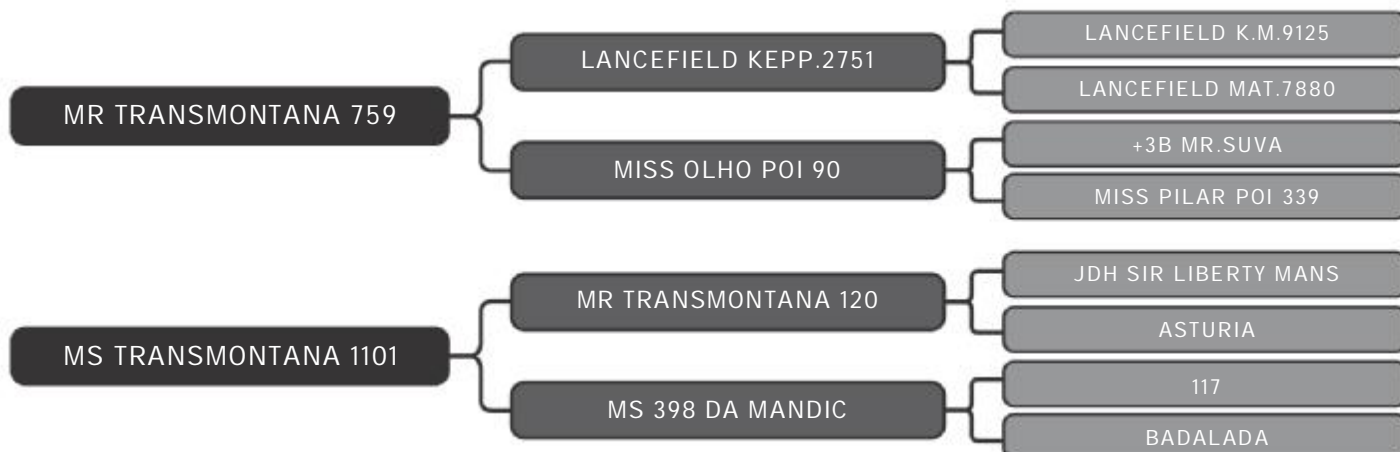 MR TRANSMONTANA 759
LANCEFIELD KEPP.2751
LANCEFIELD K.M.9125
LANCEFIELD MAT.7880
MISS OLHO POI 90
+3B MR.SUVA
MISS PILAR POI 339
MS TRANSMONTANA 1101
MR TRANSMONTANA 120
JDH SIR LIBERTY MANS
ASTURIA
MS 398 DA MANDIC
117
BADALADA